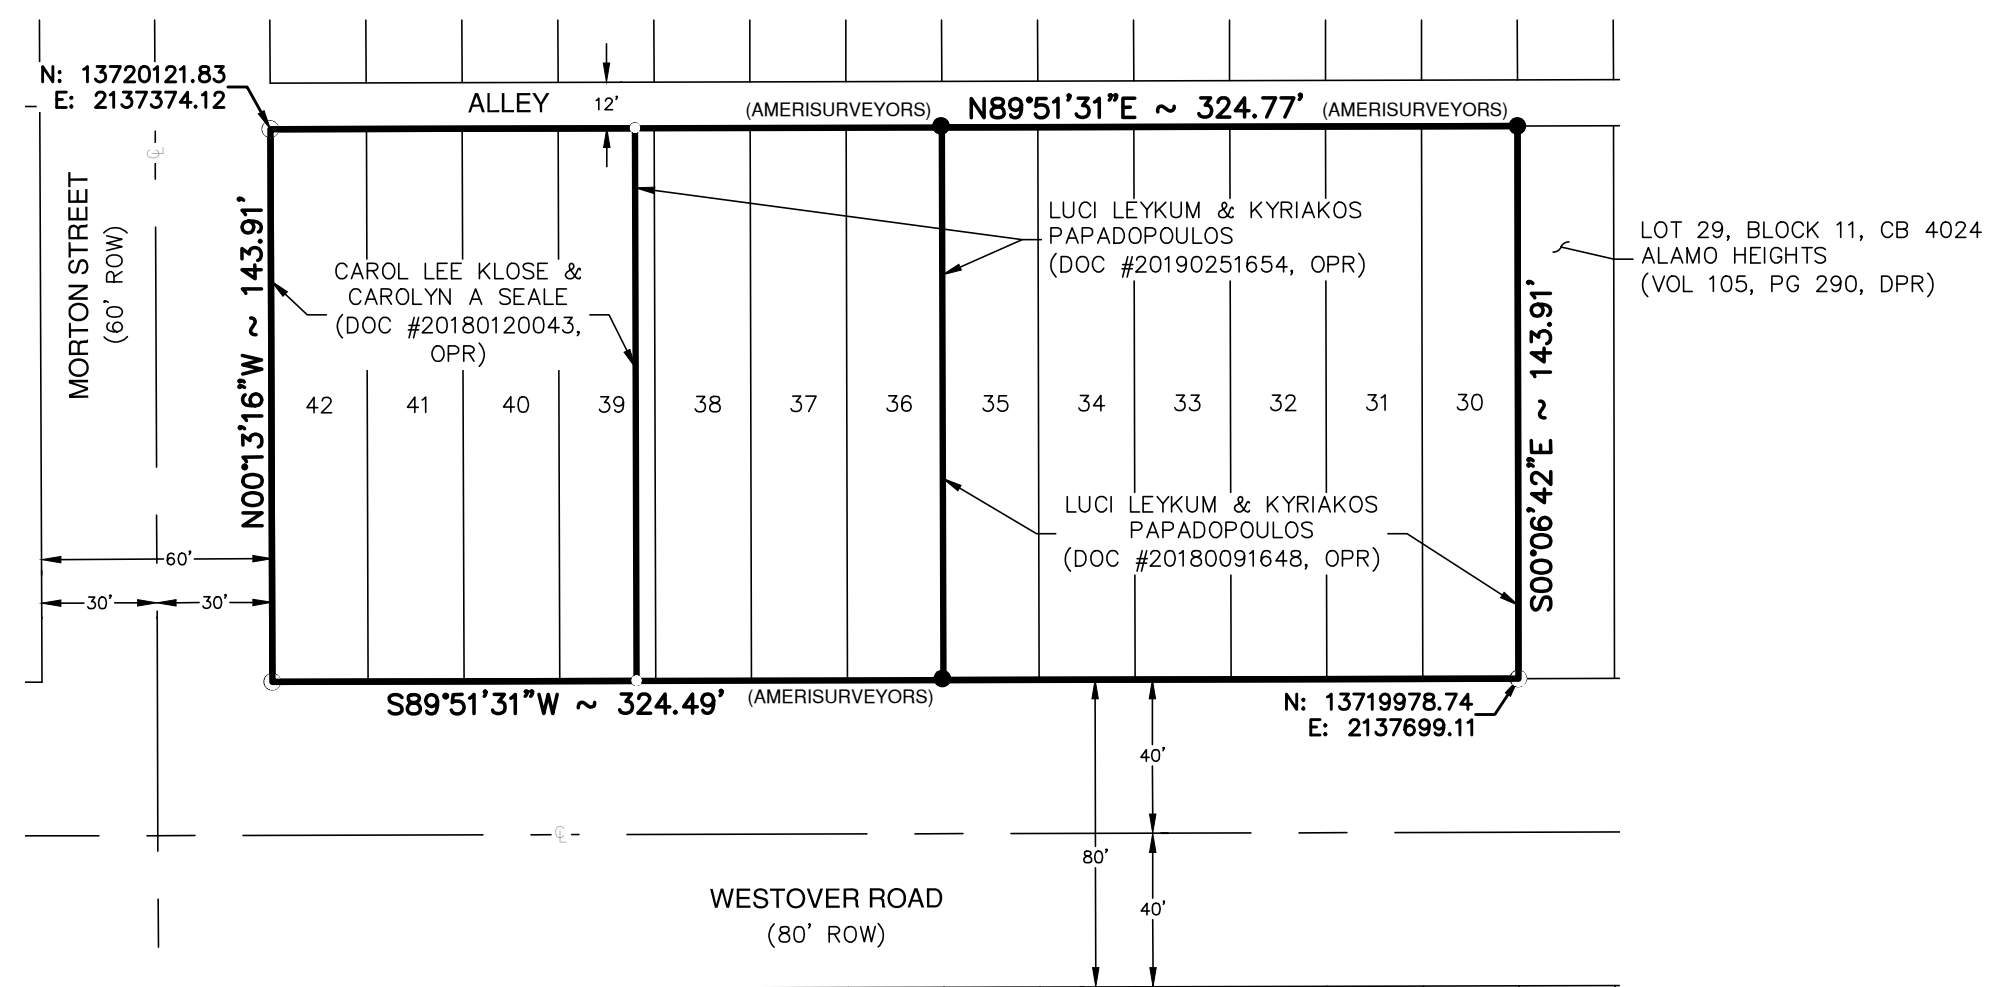 N: 13720121.83
E: 2137374.12
ALLEY
12'
(AMERISURVEYORS)
N89°51'31"E ~ 324.77'
(AMERISURVEYORS)
℄
MORTON STREET
(60' ROW)
N00°13'16"W ~ 143.91'
CAROL LEE KLOSE &
CAROLYN A SEALE
(DOC #20180120043,
OPR)
LUCI LEYKUM & KYRIAKOS
PAPADOPOULOS
(DOC #20190251654, OPR)
LOT 29, BLOCK 11, CB 4024
ALAMO HEIGHTS
(VOL 105, PG 290, DPR)
S00°06'42"E ~ 143.91'
42 41 40 39 38 37 36 35 34 33 32 31 30
LUCI LEYKUM & KYRIAKOS
PAPADOPOULOS
(DOC #20180091648, OPR)
60'
30' 30'
S89°51'31"W ~ 324.49'
(AMERISURVEYORS)
N: 13719978.74
E: 2137699.11
40'
℄
80'
WESTOVER ROAD
(80' ROW)
40'